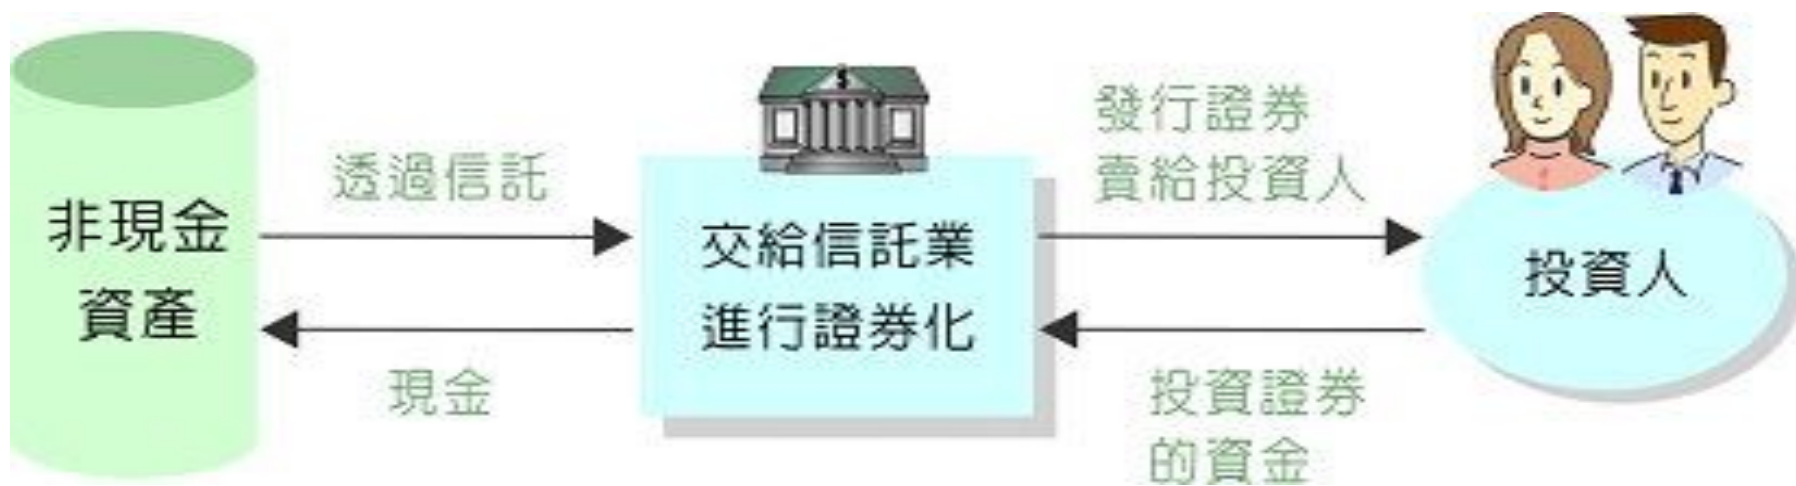 非現金
資產
透過信託
現金
$
交給信託業
進行證券化
發行證券
賣給投資人
投資證券
的資金
投資人